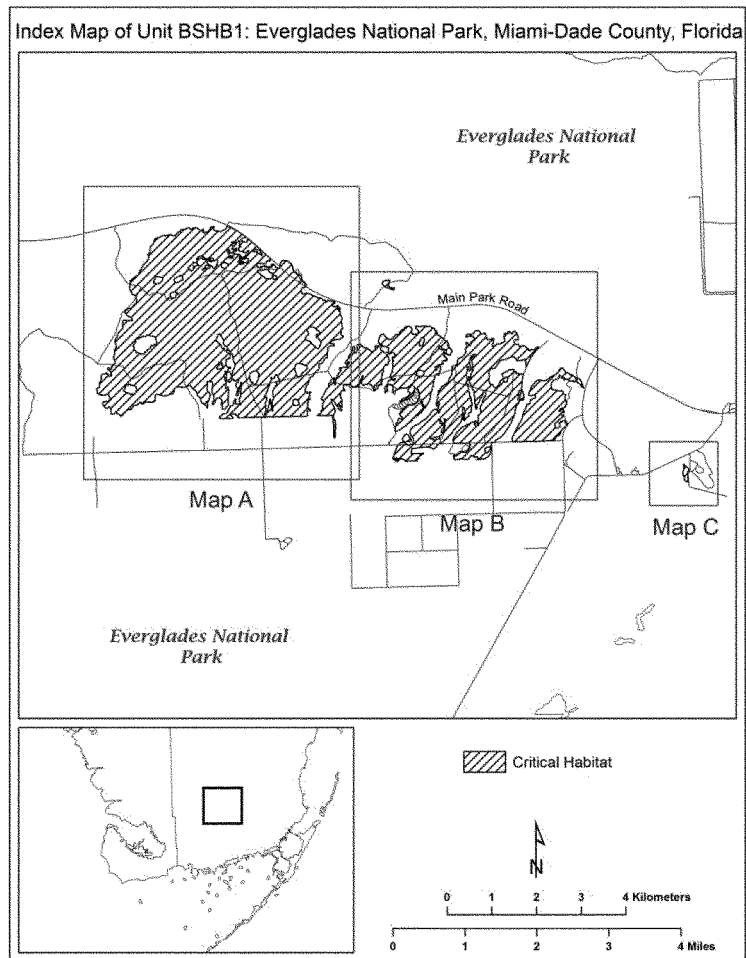 Index Map of Unit BSHB1: Everglades National Park, Miami-Dade County, Florida
Everglades National
Park
Main Park Road
Map A
Map B
Map C
Everglades National
Park
Critical Habitat
N
0 1 2 3 4 Kilometers
0 1 2 3 4 Miles